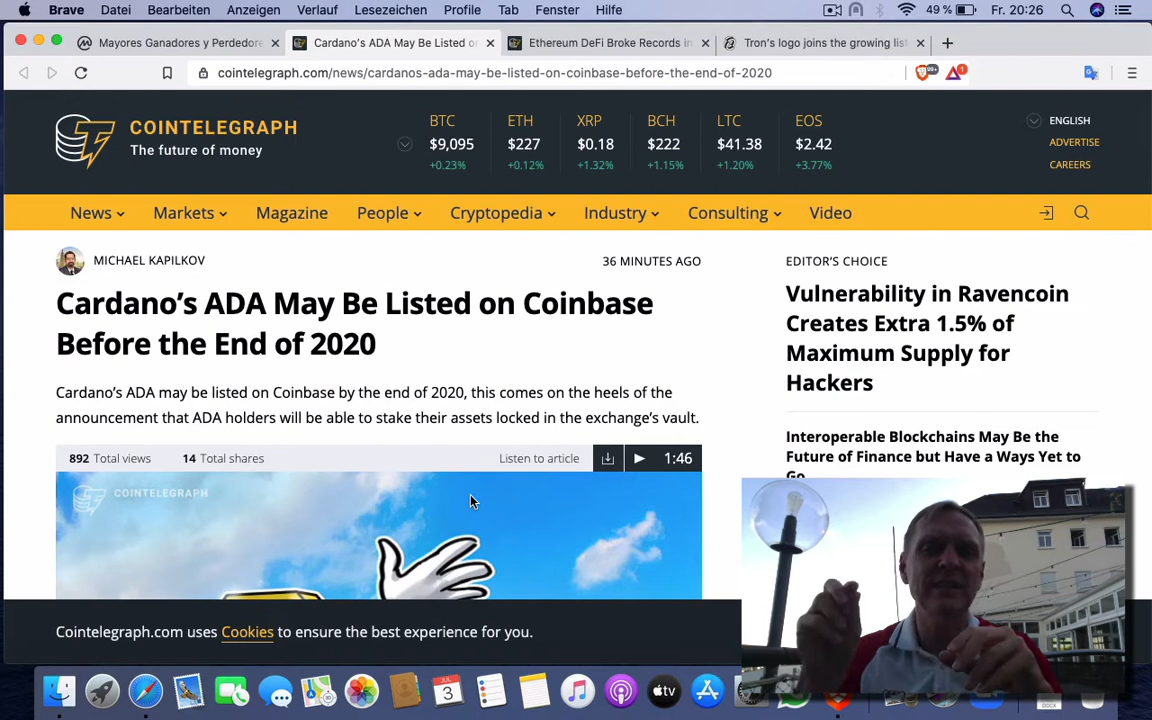 Brave Datei Bearbeiten Anzeigen Verlauf Lesezeichen Profile Tab Fenster Hilfe 49 % Fr. 20:26
Mayores Ganadores y Perdedore Cardano's ADA May Be Listed o Ethereum DeFi Broke Records in Tron's logo joins the growing list
cointelegraph.com/news/cardanos-ada-may-be-listed-on-coinbase-before-the-end-of-2020 99+ 1
COINTELEGRAPH
The future of money
BTC ETH XRP BCH LTC EOS
$9,095 $227 $0.18 $222 $41.38 $2.42
+0.23% +0.12% +1.32% +1.15% +1.20% +3.77%
ENGLISH
ADVERTISE
CAREERS
News Markets Magazine People Cryptopedia Industry Consulting Video
MICHAEL KAPILKOV 36 MINUTES AGO
Cardano's ADA May Be Listed on Coinbase
Before the End of 2020
Cardano's ADA may be listed on Coinbase by the end of 2020, this comes on the heels of the
announcement that ADA holders will be able to stake their assets locked in the exchange's vault.
892 Total views 14 Total shares Listen to article 1:46
COINTELEGRAPH
EDITOR'S CHOICE
Vulnerability in Ravencoin
Creates Extra 1.5% of
Maximum Supply for
Hackers
Interoperable Blockchains May Be the
Future of Finance but Have a Ways Yet to
Go
Cointelegraph.com uses Cookies to ensure the best experience for you.
JUL
3
tv
DOCX